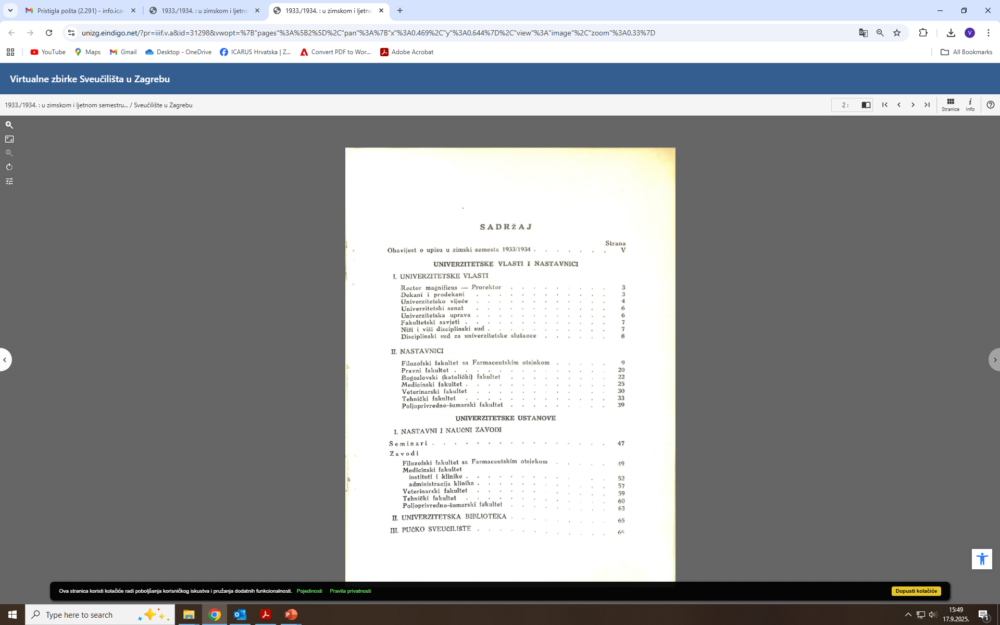 Pristigla pošta (2.291) - info.icar
1933./1934. : u zimskom i ljetno
1933./1934. : u zimskom i ljetno
unizg.eindigo.net/?pr=iiif.v.a&id=31298&vwopt=%7B"pages"%3A%5B2%5D%2C"pan"%3A%7B"x"%3A0.469%2C"y"%3A0.644%7D%2C"view"%3A"image"%2C"zoom"%3A0.33%7D
V
YouTube
Maps
Gmail
Desktop - OneDrive
ICARUS Hrvatska | Z...
Convert PDF to Wor...
Adobe Acrobat
All Bookmarks
Virtualne zbirke Sveučilišta u Zagrebu
1933./1934. : u zimskom i ljetnom semestru... / Sveučilište u Zagrebu
2 :
Stranice
Info
SADRŽAJ
Strana
Obavijest o upisu u zimski semesta 1933/1934 . . . . . . . V
UNIVERZITETSKE VLASTI I NASTAVNICI
I. UNIVERZITETSKE VLASTI
Rector magnificus — Prorektor . . . . . . . . . 3
Dekani i prodekani . . . . . . . . . . . . 3
Univerzitetsko vijeće . . . . . . . . . . . . 4
Univerzitetski senat . . . . . . . . . . . . 6
Univerzitetska uprava . . . . . . . . . . . . 6
Fakultetski savjeti . . . . . . . . . . . . . 7
Niži i viši disciplinski sud . . . . . . . . . . . 7
Disciplinski sud za univerzitetske slušaoce . . . . . . 8
II. NASTAVNICI
Filozofski fakultet sa Farmaceutskim otsjekom . . . . . 9
Pravni fakultet . . . . . . . . . . . . . . 20
Bogoslovski (katolički) fakultet . . . . . . . . . 22
Medicinski fakultet . . . . . . . . . . . . . 25
Veterinarski fakultet . . . . . . . . . . . . 30
Tehnički fakultet . . . . . . . . . . . . . 33
Poljoprivredno-šumarski fakultet . . . . . . . . . 39
UNIVERZITETSKE USTANOVE
I. NASTAVNI I NAUČNI ZAVODI
Seminari . . . . . . . . . . . . . . . . 47
Zavodi
Filozofski fakultet sa Farmaceutskim otsjekom . . . . . 49
Medicinski fakultet
instituti i klinike . . . . . . . . . . . . 52
administracija klinika . . . . . . . . . . . . 57
Veterinarski fakultet . . . . . . . . . . . . 59
Tehnički fakultet . . . . . . . . . . . . . 60
Poljoprivredno-šumarski fakultet . . . . . . . . . 63
II. UNIVERZITETSKA BIBLIOTEKA . . . . . . . . . 65
III. PUČKO SVEUČILIŠTE . . . . . . . . . . . . 66
Ova stranica koristi kolačiće radi poboljšanja korisničkog iskustva i pružanja dodatnih funkcionalnosti. Pojedinosti Pravila privatnosti
Dopusti kolačiće
Type here to search
15:49
17.9.2025.
1